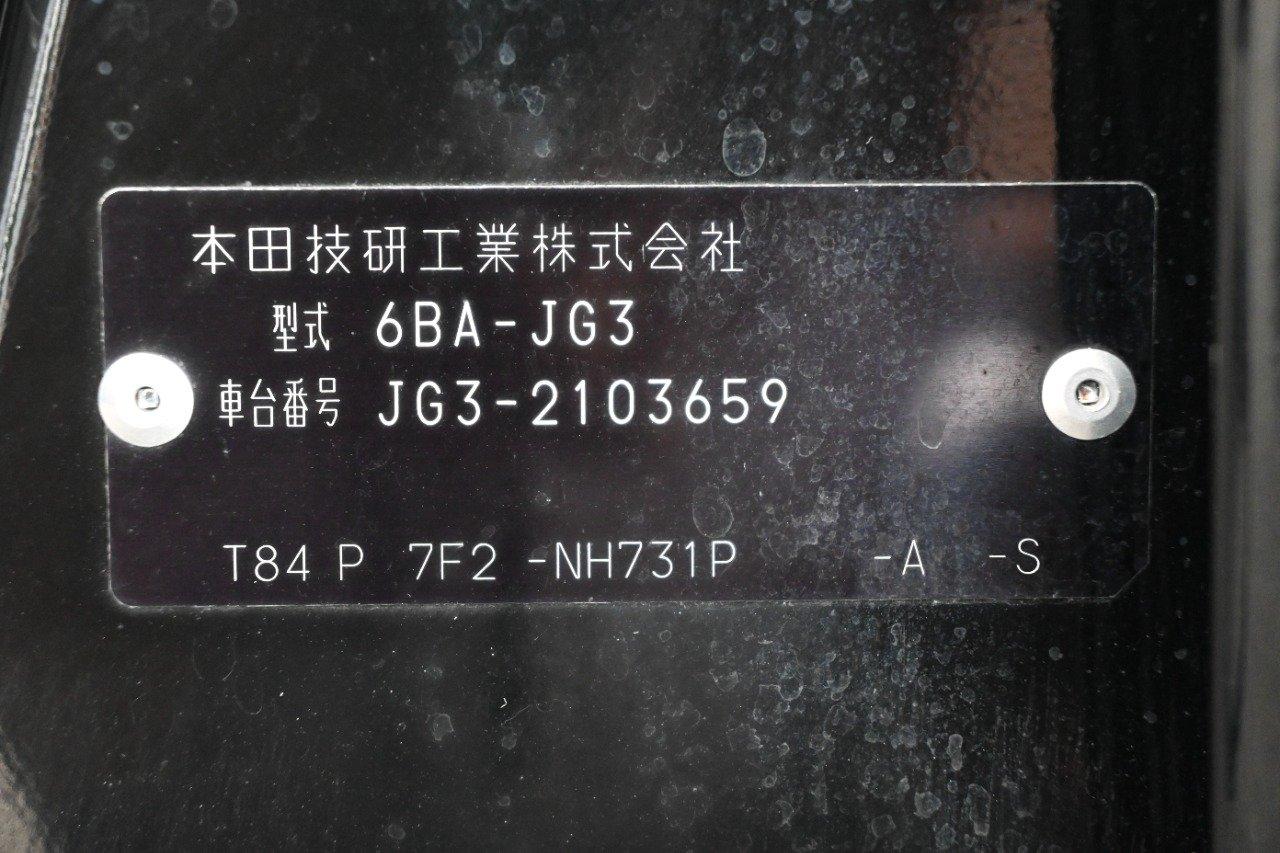 本田技研工業株式会社
型式 6BA-JG3
車台番号 JG3-2103659
T84 P 7F2 -NH731P -A -S